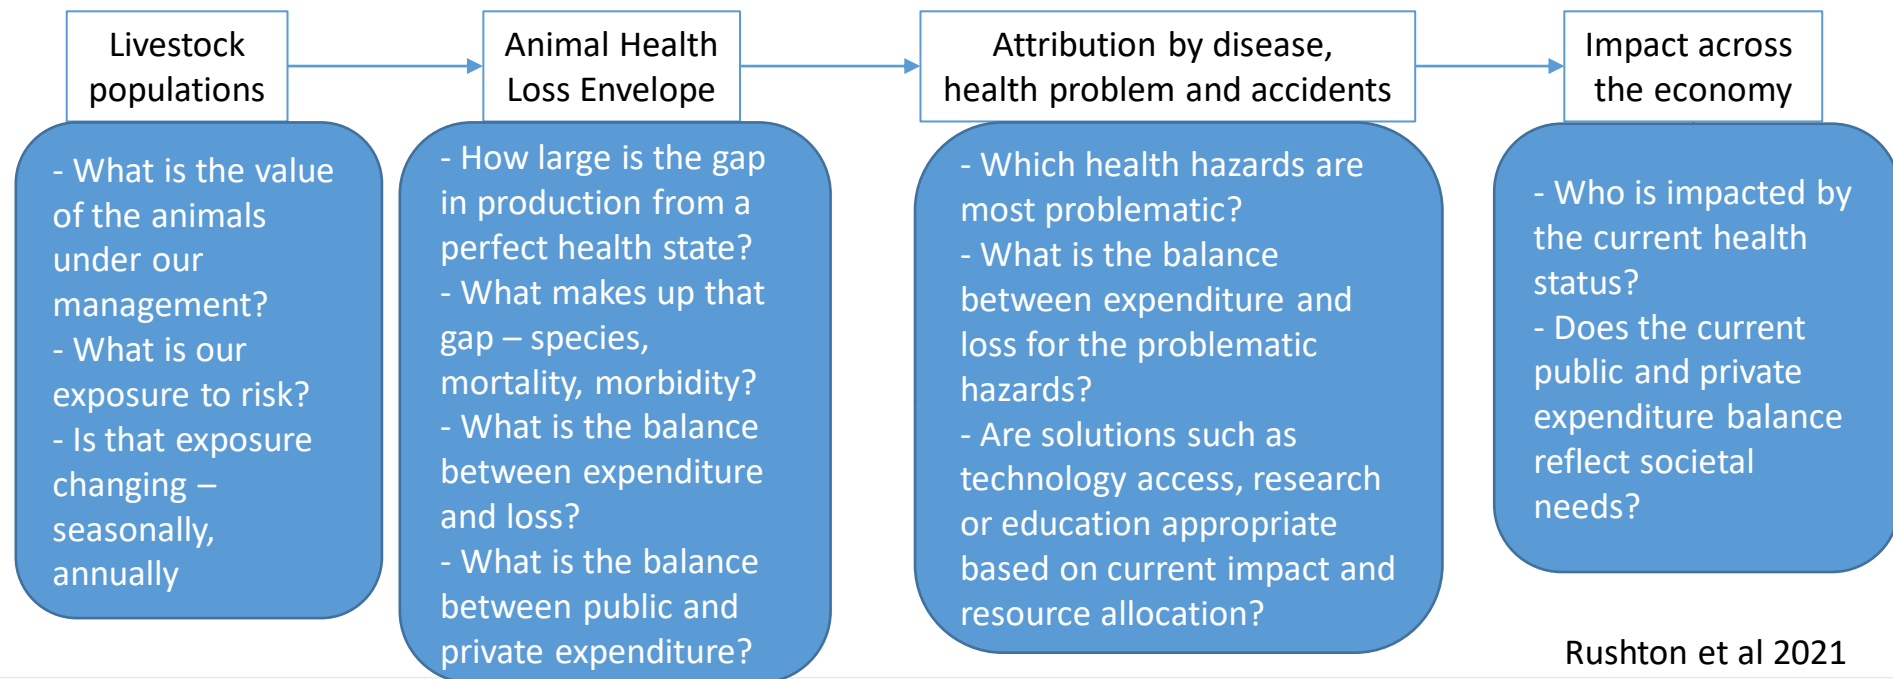 Livestock
populations
Animal Health
Loss Envelope
Attribution by disease,
health problem and accidents
Impact across
the economy
- What is the value
of the animals
under our
management?
- What is our
exposure to risk?
- Is that exposure
changing –
seasonally,
annually
- How large is the gap
in production from a
perfect health state?
- What makes up that
gap – species,
mortality, morbidity?
- What is the balance
between expenditure
and loss?
- What is the balance
between public and
private expenditure?
- Which health hazards are
most problematic?
- What is the balance
between expenditure and
loss for the problematic
hazards?
- Are solutions such as
technology access, research
or education appropriate
based on current impact and
resource allocation?
- Who is impacted by
the current health
status?
- Does the current
public and private
expenditure balance
reflect societal
needs?
Rushton et al 2021